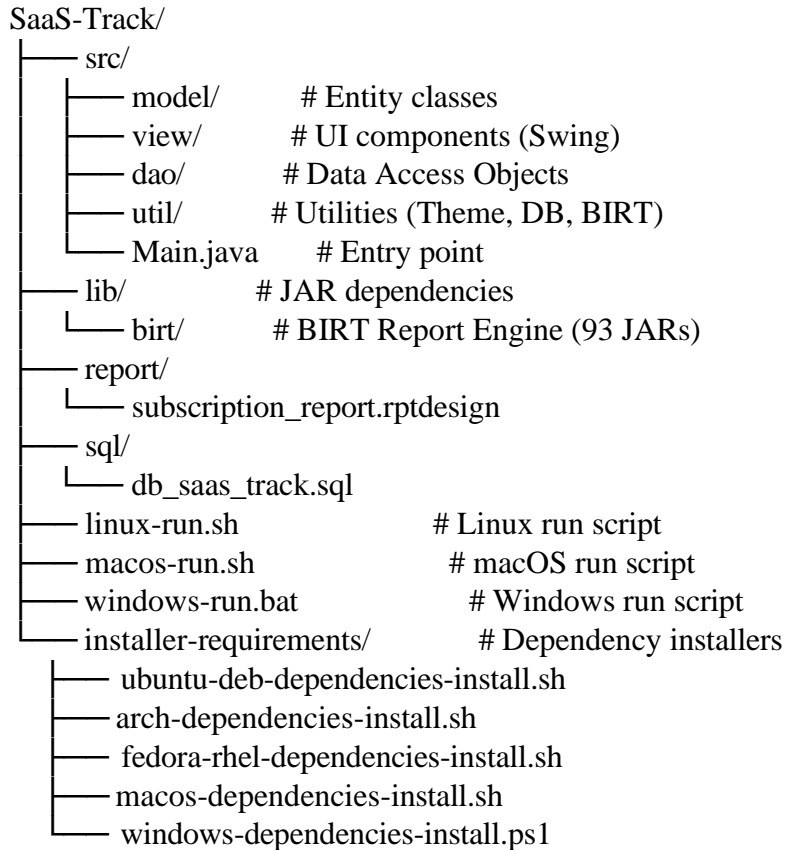 SaaS-Track/
├── src/
│   ├── model/          # Entity classes
│   ├── view/           # UI components (Swing)
│   ├── dao/            # Data Access Objects
│   ├── util/           # Utilities (Theme, DB, BIRT)
│   └── Main.java       # Entry point
├── lib/                # JAR dependencies
│   └── birt/           # BIRT Report Engine (93 JARs)
├── report/
│   └── subscription_report.rptdesign
├── sql/
│   └── db_saas_track.sql
├── linux-run.sh                # Linux run script
├── macos-run.sh                # macOS run script
├── windows-run.bat             # Windows run script
└── installer-requirements/     # Dependency installers
    ├── ubuntu-deb-dependencies-install.sh
    ├── arch-dependencies-install.sh
    ├── fedora-rhel-dependencies-install.sh
    ├── macos-dependencies-install.sh
    └── windows-dependencies-install.ps1